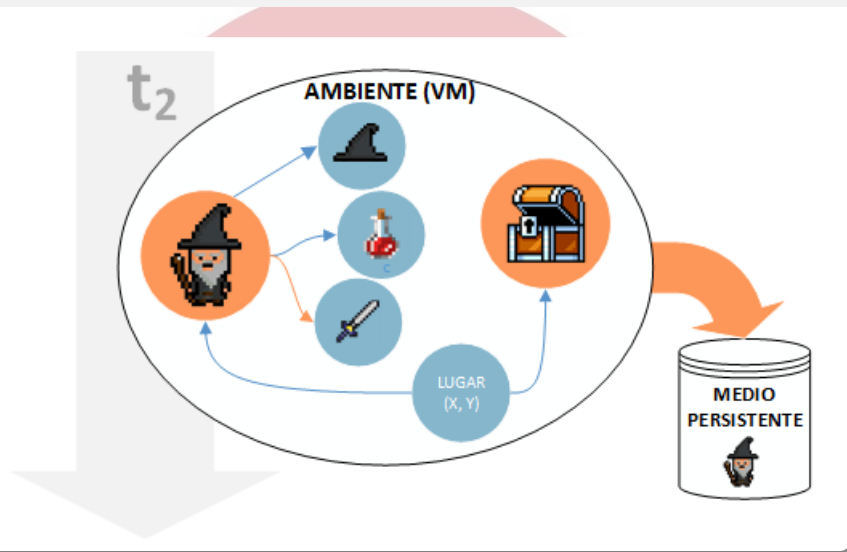 t₂
AMBIENTE (VM)
C
LUGAR
(X, Y)
MEDIO
PERSISTENTE